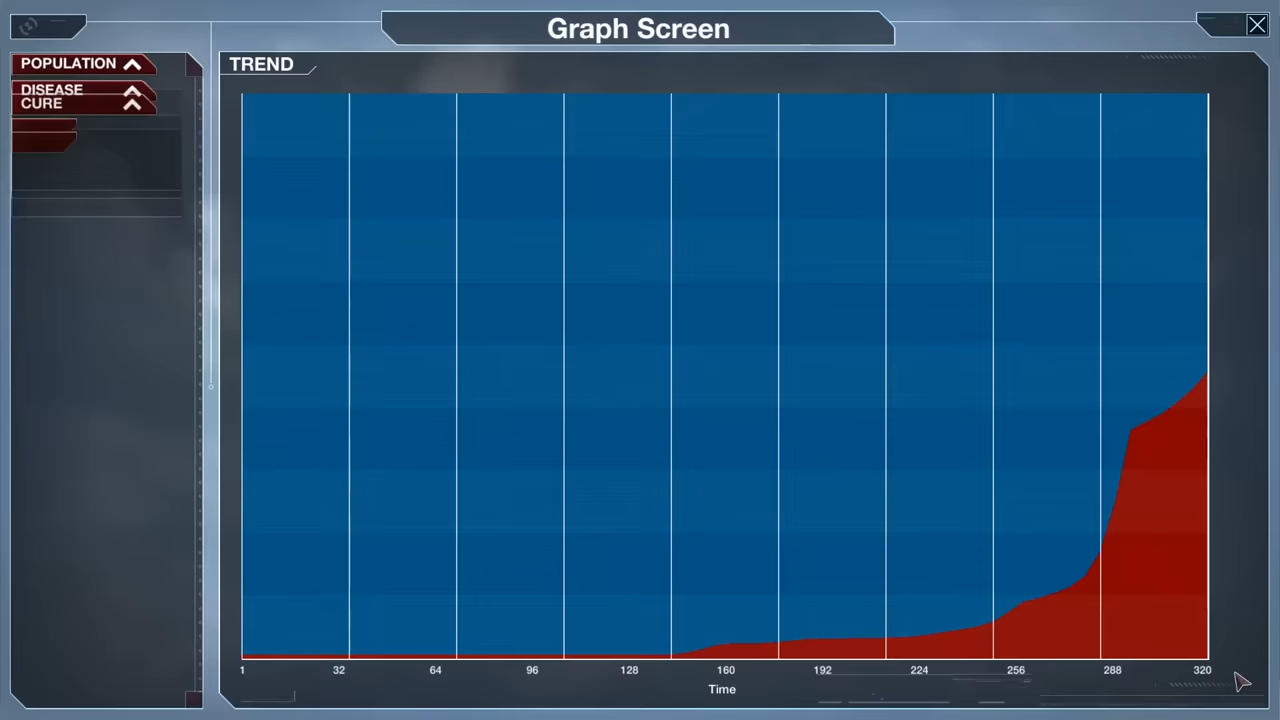 Graph Screen
POPULATION
DISEASE
CURE
TREND
1 32 64 96 128 160 192 224 256 288 320
Time